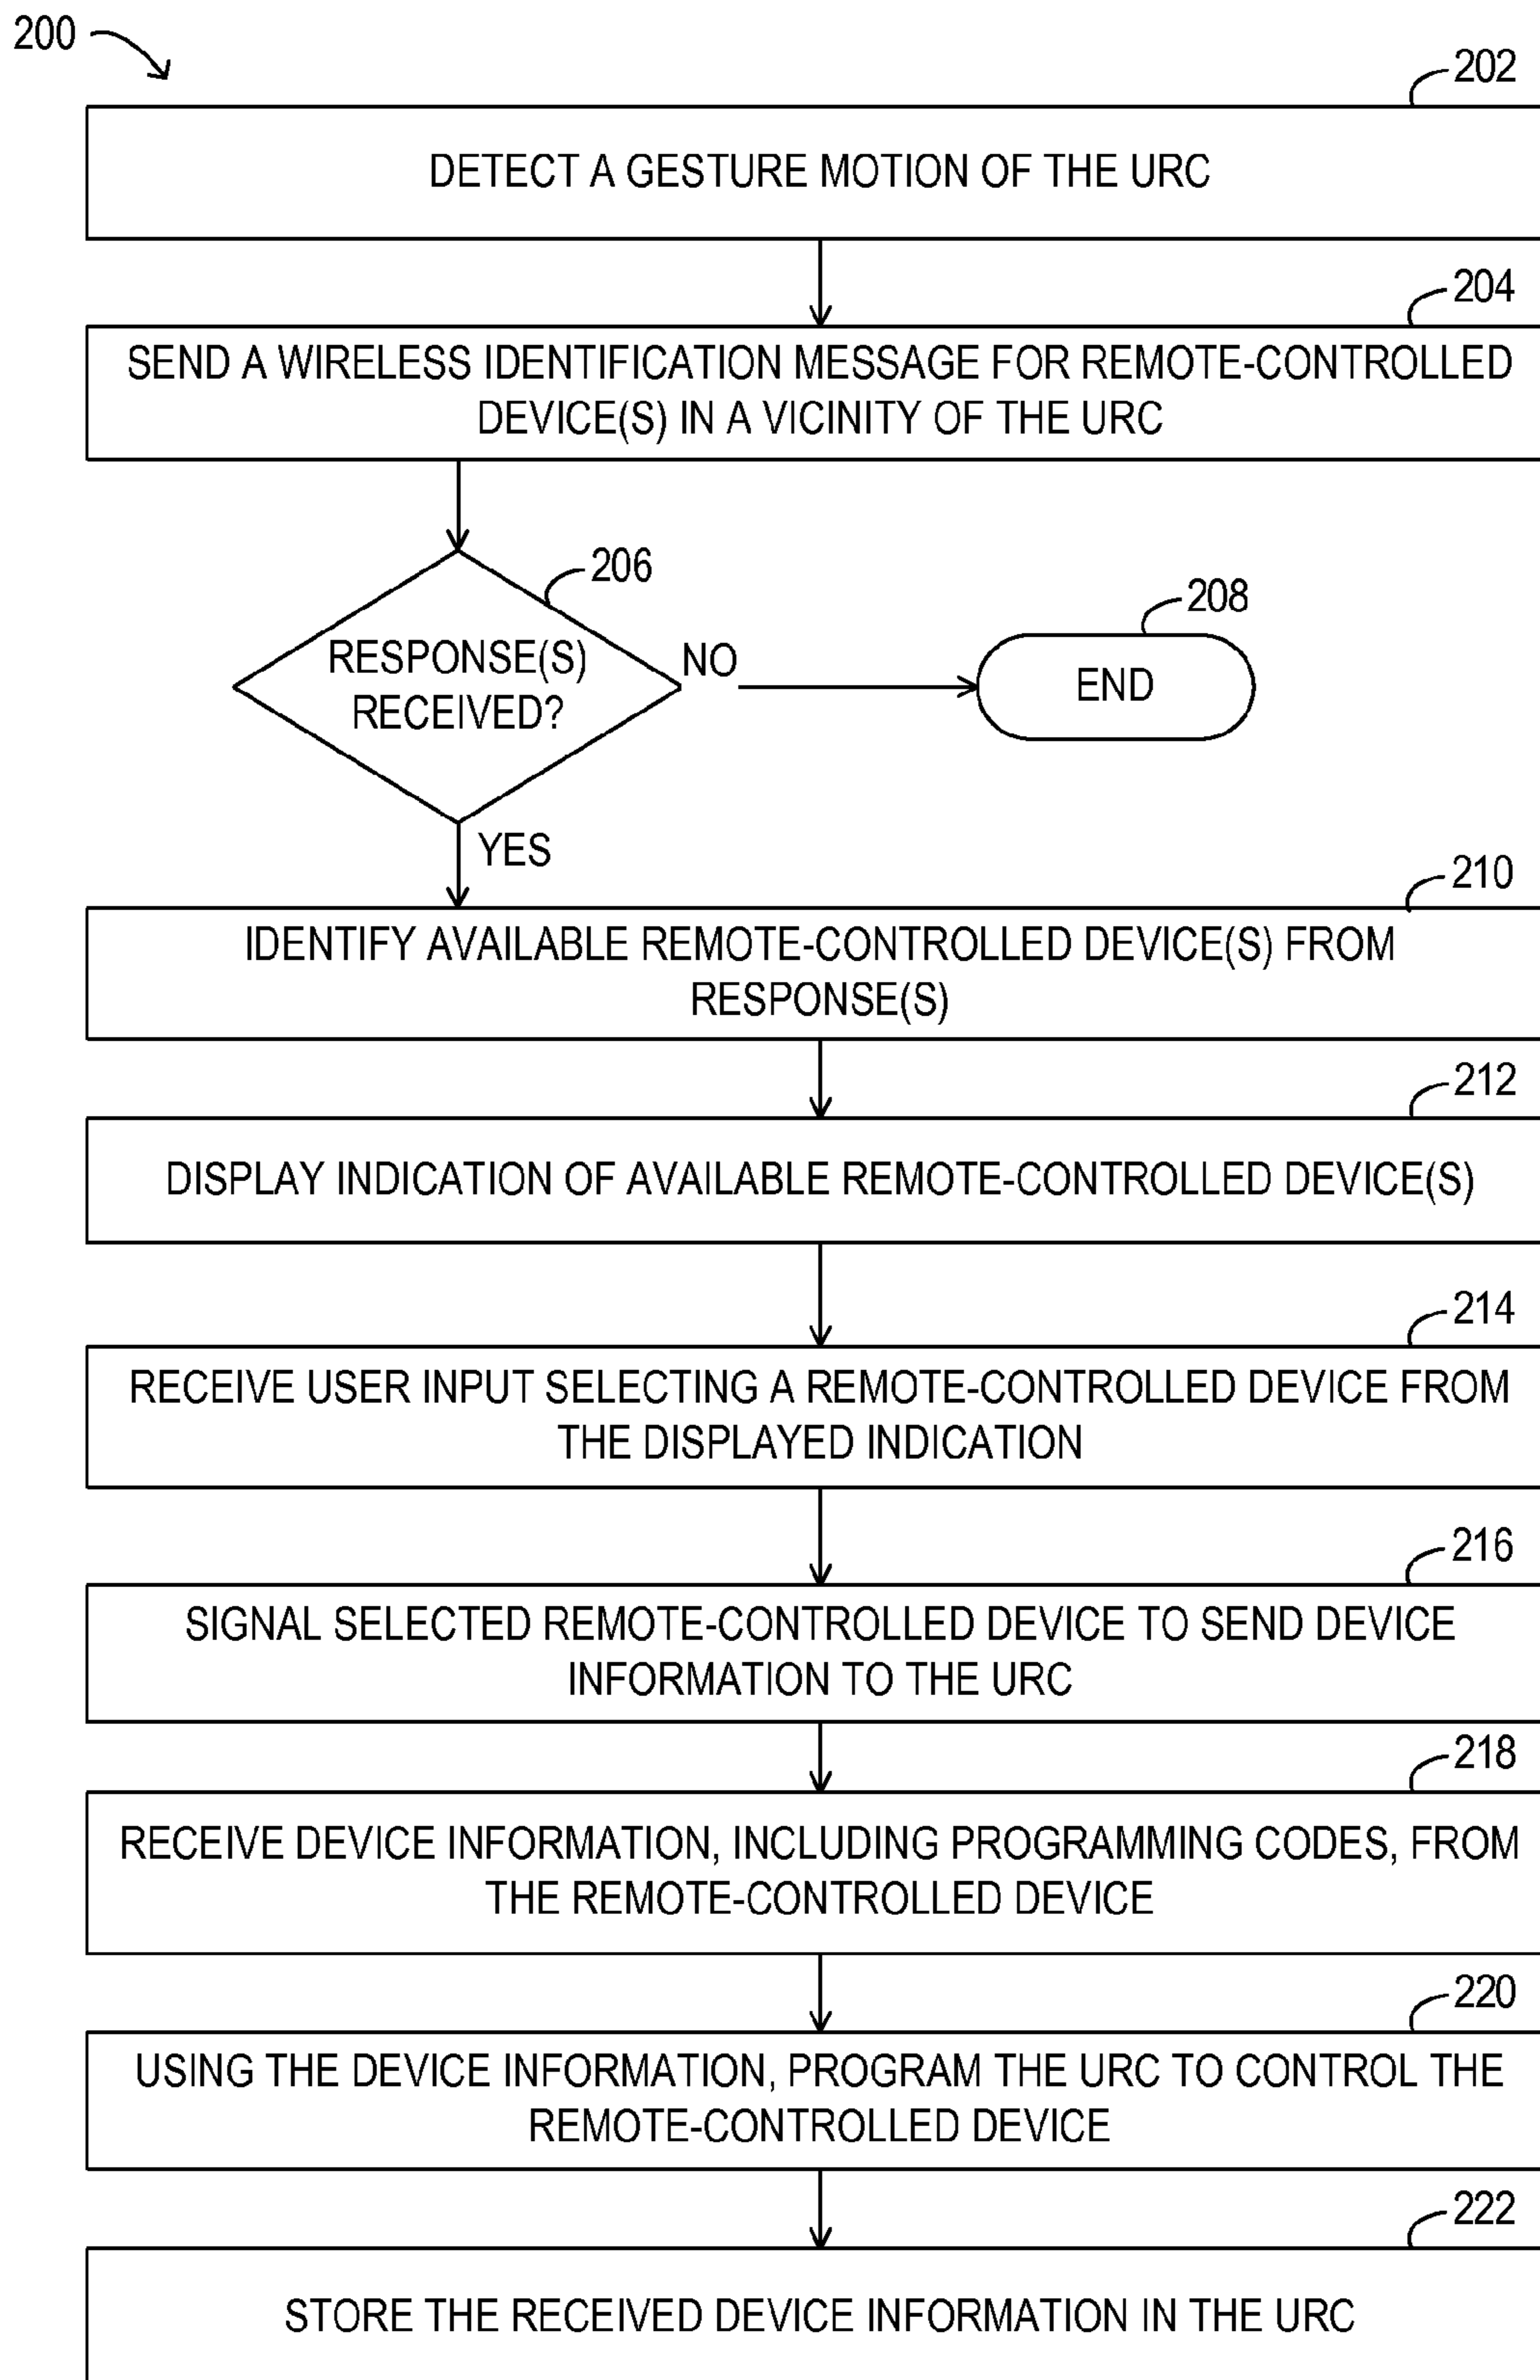 200
202
DETECT A GESTURE MOTION OF THE URC
204
SEND A WIRELESS IDENTIFICATION MESSAGE FOR REMOTE-CONTROLLED
DEVICE(S) IN A VICINITY OF THE URC
206
RESPONSE(S)
RECEIVED?
NO
208
END
YES
210
IDENTIFY AVAILABLE REMOTE-CONTROLLED DEVICE(S) FROM
RESPONSE(S)
212
DISPLAY INDICATION OF AVAILABLE REMOTE-CONTROLLED DEVICE(S)
214
RECEIVE USER INPUT SELECTING A REMOTE-CONTROLLED DEVICE FROM
THE DISPLAYED INDICATION
216
SIGNAL SELECTED REMOTE-CONTROLLED DEVICE TO SEND DEVICE
INFORMATION TO THE URC
218
RECEIVE DEVICE INFORMATION, INCLUDING PROGRAMMING CODES, FROM
THE REMOTE-CONTROLLED DEVICE
220
USING THE DEVICE INFORMATION, PROGRAM THE URC TO CONTROL THE
REMOTE-CONTROLLED DEVICE
222
STORE THE RECEIVED DEVICE INFORMATION IN THE URC